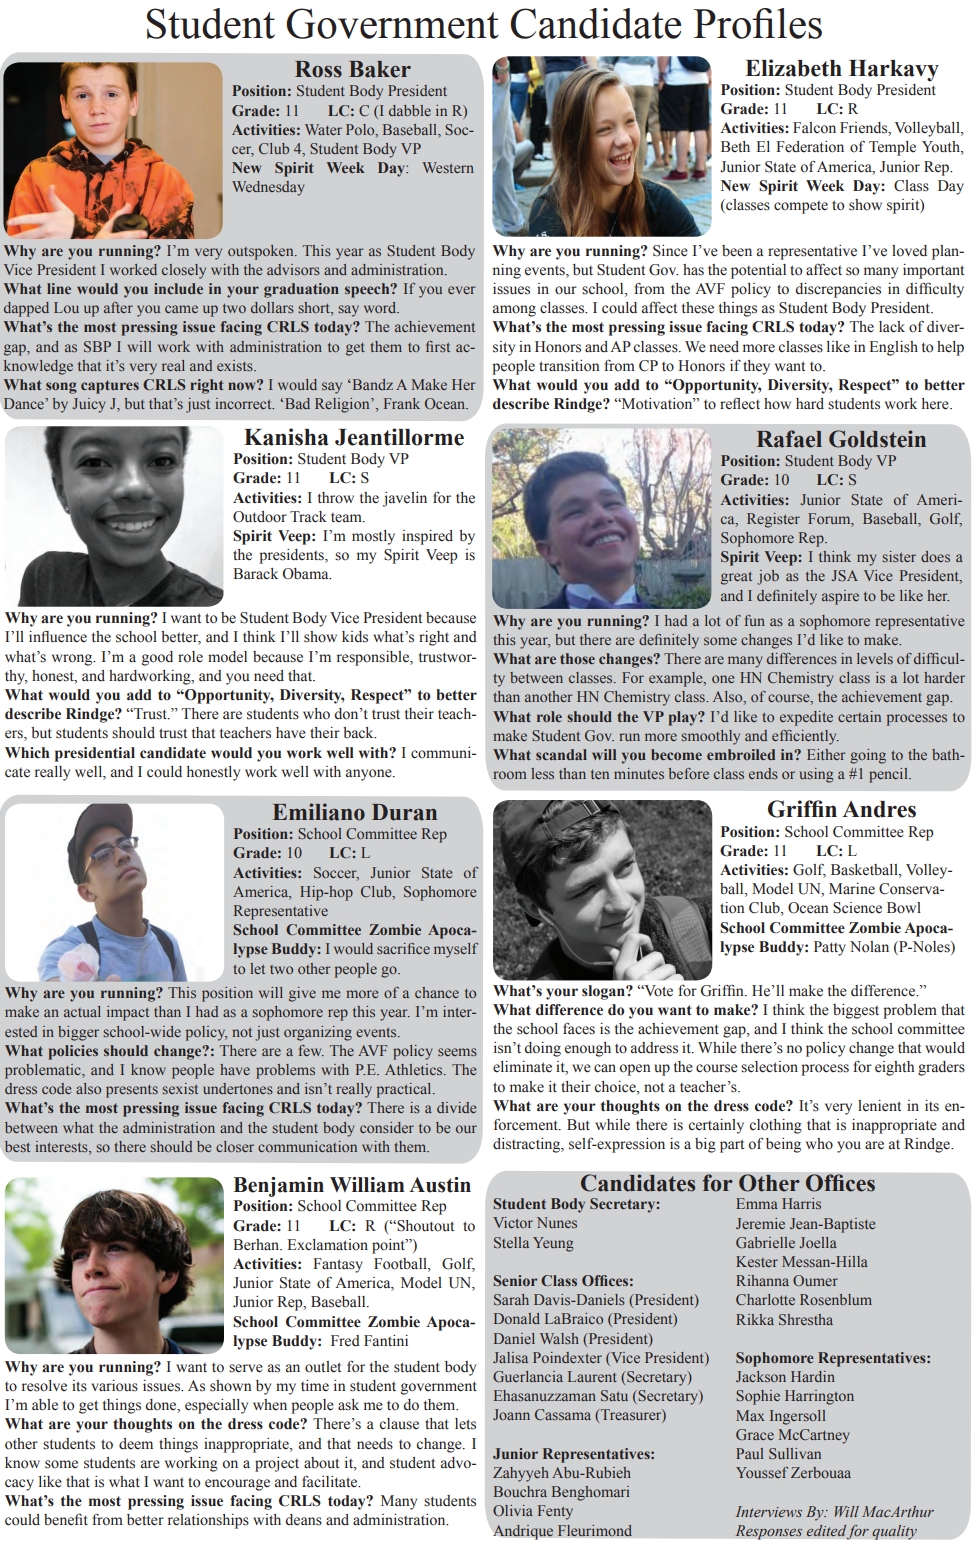 Student Government Candidate Profiles
Ross Baker
Position: Student Body President
Grade: 11 LC: C (I dabble in R)
Activities: Water Polo, Baseball, Soc-
cer, Club 4, Student Body VP
New Spirit Week Day: Western
Wednesday
Why are you running? I'm very outspoken. This year as Student Body
Vice President I worked closely with the advisors and administration.
What line would you include in your graduation speech? If you ever
dapped Lou up after you came up two dollars short, say word.
What's the most pressing issue facing CRLS today? The achievement
gap, and as SBP I will work with administration to get them to first ac-
knowledge that it's very real and exists.
What song captures CRLS right now? I would say 'Bandz A Make Her
Dance' by Juicy J, but that's just incorrect. 'Bad Religion', Frank Ocean.
Elizabeth Harkavy
Position: Student Body President
Grade: 11 LC: R
Activities: Falcon Friends, Volleyball,
Beth El Federation of Temple Youth,
Junior State of America, Junior Rep.
New Spirit Week Day: Class Day
(classes compete to show spirit)
Why are you running? Since I've been a representative I've loved plan-
ning events, but Student Gov. has the potential to affect so many important
issues in our school, from the AVF policy to discrepancies in difficulty
among classes. I could affect these things as Student Body President.
What's the most pressing issue facing CRLS today? The lack of diver-
sity in Honors and AP classes. We need more classes like in English to help
people transition from CP to Honors if they want to.
What would you add to "Opportunity, Diversity, Respect" to better
describe Rindge? "Motivation" to reflect how hard students work here.
Kanisha Jeantillorme
Position: Student Body VP
Grade: 11 LC: S
Activities: I throw the javelin for the
Outdoor Track team.
Spirit Veep: I'm mostly inspired by
the presidents, so my Spirit Veep is
Barack Obama.
Why are you running? I want to be Student Body Vice President because
I'll influence the school better, and I think I'll show kids what's right and
what's wrong. I'm a good role model because I'm responsible, trustwor-
thy, honest, and hardworking, and you need that.
What would you add to "Opportunity, Diversity, Respect" to better
describe Rindge? "Trust." There are students who don't trust their teach-
ers, but students should trust that teachers have their back.
Which presidential candidate would you work well with? I communi-
cate really well, and I could honestly work well with anyone.
Rafael Goldstein
Position: Student Body VP
Grade: 10 LC: S
Activities: Junior State of Ameri-
ca, Register Forum, Baseball, Golf,
Sophomore Rep.
Spirit Veep: I think my sister does a
great job as the JSA Vice President,
and I definitely aspire to be like her.
Why are you running? I had a lot of fun as a sophomore representative
this year, but there are definitely some changes I'd like to make.
What are those changes? There are many differences in levels of difficul-
ty between classes. For example, one HN Chemistry class is a lot harder
than another HN Chemistry class. Also, of course, the achievement gap.
What role should the VP play? I'd like to expedite certain processes to
make Student Gov. run more smoothly and efficiently.
What scandal will you become embroiled in? Either going to the bath-
room less than ten minutes before class ends or using a #1 pencil.
Emiliano Duran
Position: School Committee Rep
Grade: 10 LC: L
Activities: Soccer, Junior State of
America, Hip-hop Club, Sophomore
Representative
School Committee Zombie Apoca-
lypse Buddy: I would sacrifice myself
to let two other people go.
Why are you running? This position will give me more of a chance to
make an actual impact than I had as a sophomore rep this year. I'm inter-
ested in bigger school-wide policy, not just organizing events.
What policies should change?: There are a few. The AVF policy seems
problematic, and I know people have problems with P.E. Athletics. The
dress code also presents sexist undertones and isn't really practical.
What's the most pressing issue facing CRLS today? There is a divide
between what the administration and the student body consider to be our
best interests, so there should be closer communication with them.
Griffin Andres
Position: School Committee Rep
Grade: 11 LC: L
Activities: Golf, Basketball, Volley-
ball, Model UN, Marine Conserva-
tion Club, Ocean Science Bowl
School Committee Zombie Apoca-
lypse Buddy: Patty Nolan (P-Noles)
What's your slogan? "Vote for Griffin. He'll make the difference."
What difference do you want to make? I think the biggest problem that
the school faces is the achievement gap, and I think the school committee
isn't doing enough to address it. While there's no policy change that would
eliminate it, we can open up the course selection process for eighth graders
to make it their choice, not a teacher's.
What are your thoughts on the dress code? It's very lenient in its en-
forcement. But while there is certainly clothing that is inappropriate and
distracting, self-expression is a big part of being who you are at Rindge.
Benjamin William Austin
Position: School Committee Rep
Grade: 11 LC: R ("Shoutout to
Berhan. Exclamation point")
Activities: Fantasy Football, Golf,
Junior State of America, Model UN,
Junior Rep, Baseball.
School Committee Zombie Apoca-
lypse Buddy: Fred Fantini
Why are you running? I want to serve as an outlet for the student body
to resolve its various issues. As shown by my time in student government
I'm able to get things done, especially when people ask me to do them.
What are your thoughts on the dress code? There's a clause that lets
other students to deem things inappropriate, and that needs to change. I
know some students are working on a project about it, and student advo-
cacy like that is what I want to encourage and facilitate.
What's the most pressing issue facing CRLS today? Many students
could benefit from better relationships with deans and administration.
Candidates for Other Offices
Student Body Secretary:
Victor Nunes
Stella Yeung
Senior Class Offices:
Sarah Davis-Daniels (President)
Donald LaBraico (President)
Daniel Walsh (President)
Jalisa Poindexter (Vice President)
Guerlancia Laurent (Secretary)
Ehasanuzzaman Satu (Secretary)
Joann Cassama (Treasurer)
Junior Representatives:
Zahyyeh Abu-Rubieh
Bouchra Benghomari
Olivia Fenty
Andrique Fleurimond
Emma Harris
Jeremie Jean-Baptiste
Gabrielle Joella
Kester Messan-Hilla
Rihanna Oumer
Charlotte Rosenblum
Rikka Shrestha
Sophomore Representatives:
Jackson Hardin
Sophie Harrington
Max Ingersoll
Grace McCartney
Paul Sullivan
Youssef Zerbouaa
Interviews By: Will MacArthur
Responses edited for quality